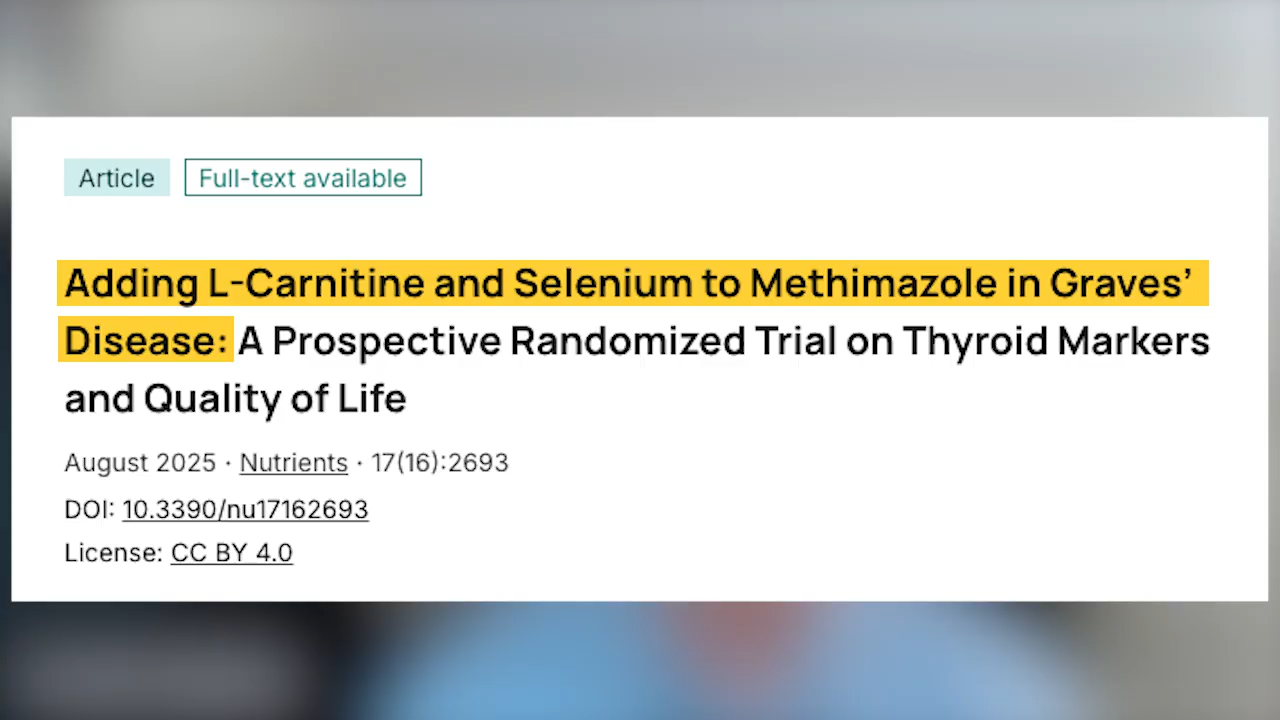 Article Full-text available
Adding L-Carnitine and Selenium to Methimazole in Graves’
Disease: A Prospective Randomized Trial on Thyroid Markers
and Quality of Life
August 2025 · Nutrients · 17(16):2693
DOI: 10.3390/nu17162693
License: CC BY 4.0